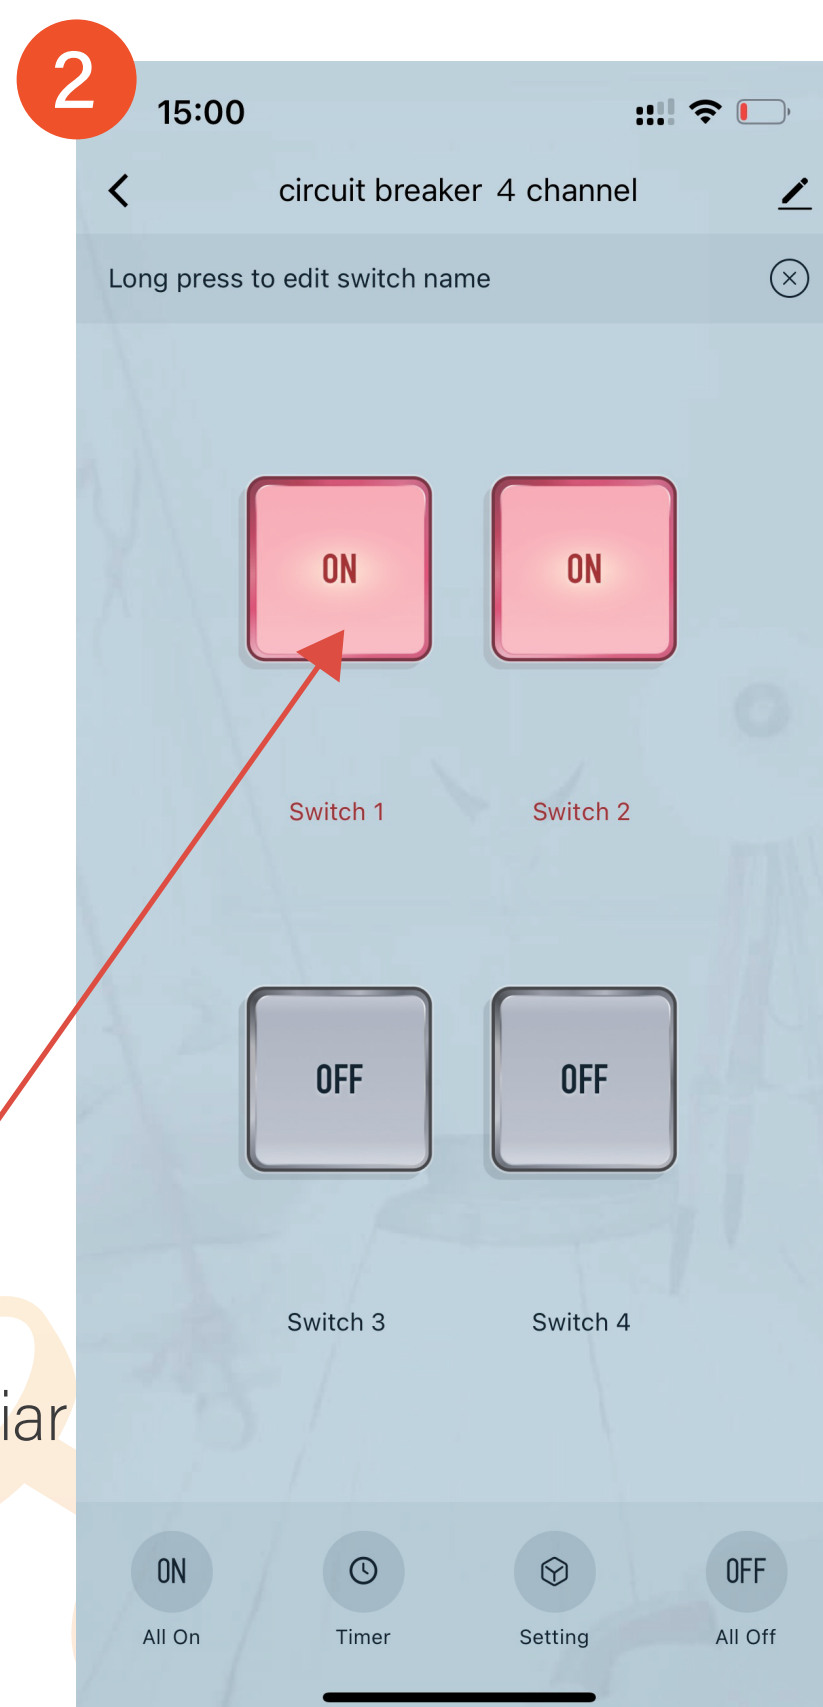 2
15:00
circuit breaker 4 channel
Long press to edit switch name
ON ON
Switch 1 Switch 2
OFF OFF
Switch 3 Switch 4
iar
ON OFF
All On Timer Setting All Off